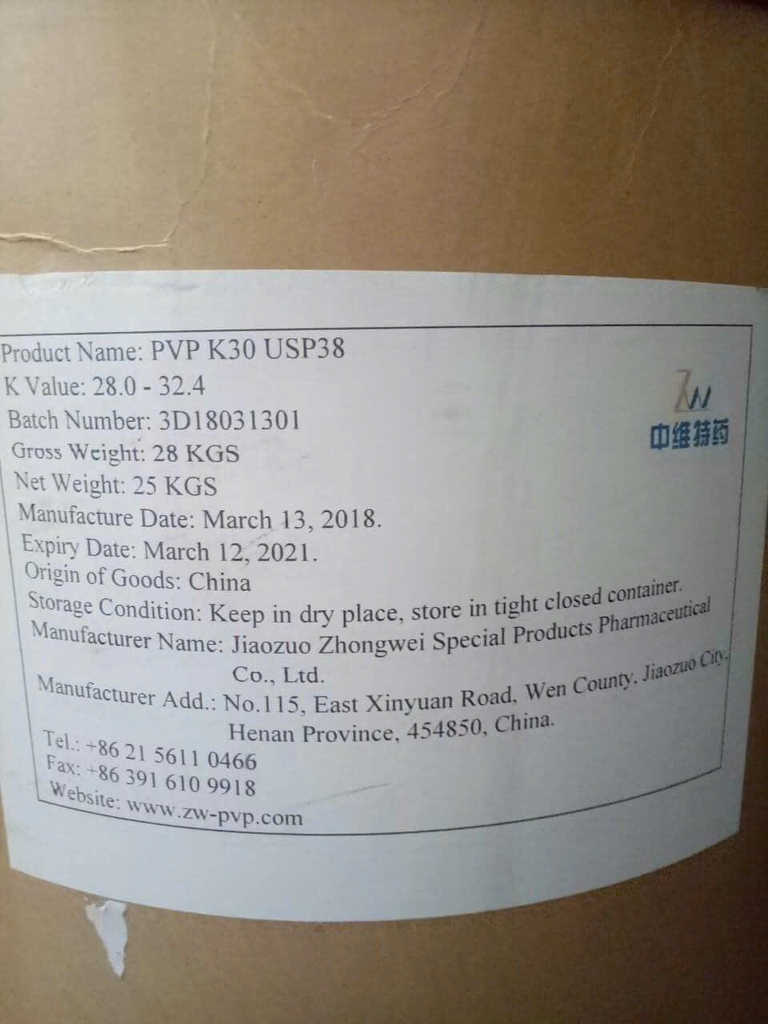 Product Name: PVP K30 USP38
K Value: 28.0 - 32.4
Batch Number: 3D18031301
Gross Weight: 28 KGS
Net Weight: 25 KGS
Manufacture Date: March 13, 2018.
Expiry Date: March 12, 2021.
Origin of Goods: China
Storage Condition: Keep in dry place, store in tight closed container.
Manufacturer Name: Jiaozuo Zhongwei Special Products Pharmaceutical
Co., Ltd.
Manufacturer Add.: No.115, East Xinyuan Road, Wen County, Jiaozuo City,
Henan Province, 454850, China.
Tel.: +86 21 5611 0466
Fax: +86 391 610 9918
Website: www.zw-pvp.com
ZW
中维特药